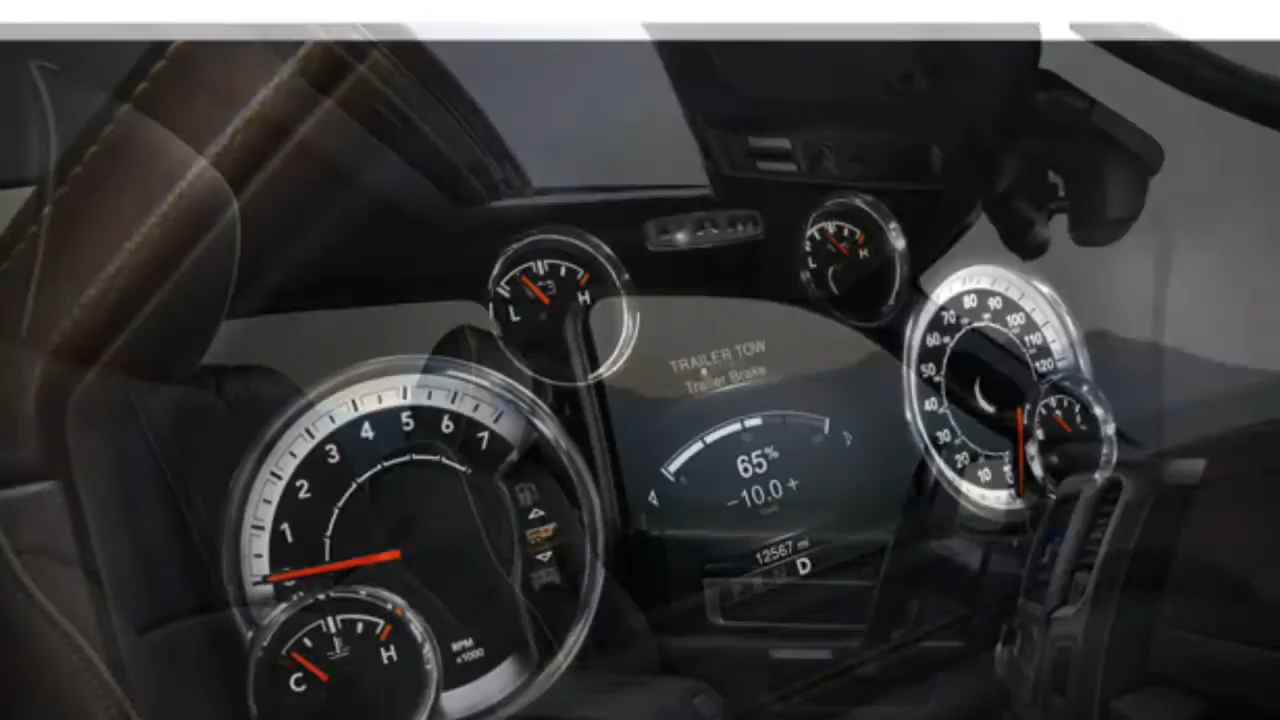 L H
L H
TRAILER TOW
Trailer Brake
65%
-10.0 +
12567 mi
D
1 2 3 4 5 6 7
RPM
x1000
C H
10 20 30 40 50 60 70 80 90 100 110 120